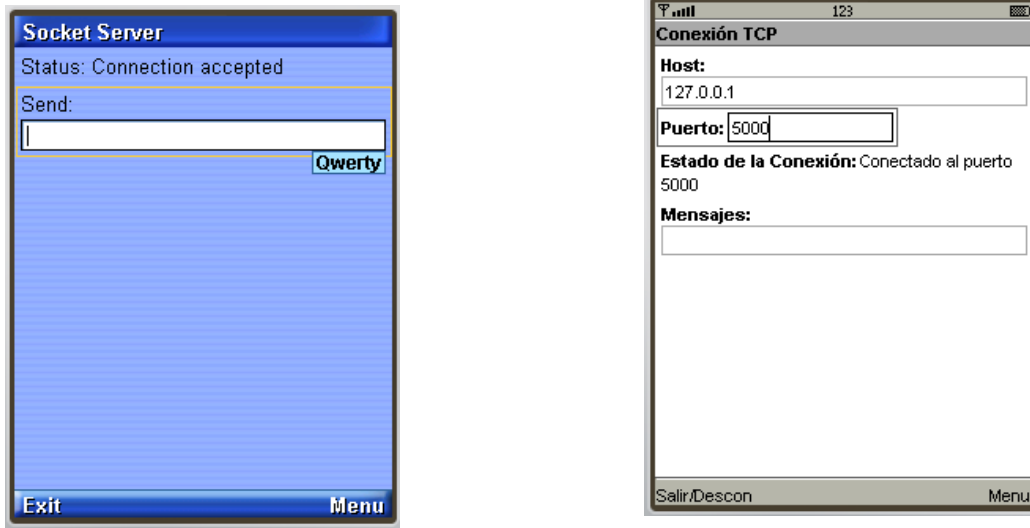 Socket Server
Status: Connection accepted
Send:
Qwerty
Exit Menu
123
Conexión TCP
Host:
127.0.0.1
Puerto: 5000
Estado de la Conexión: Conectado al puerto
5000
Mensajes:
Salir/Descon Menu